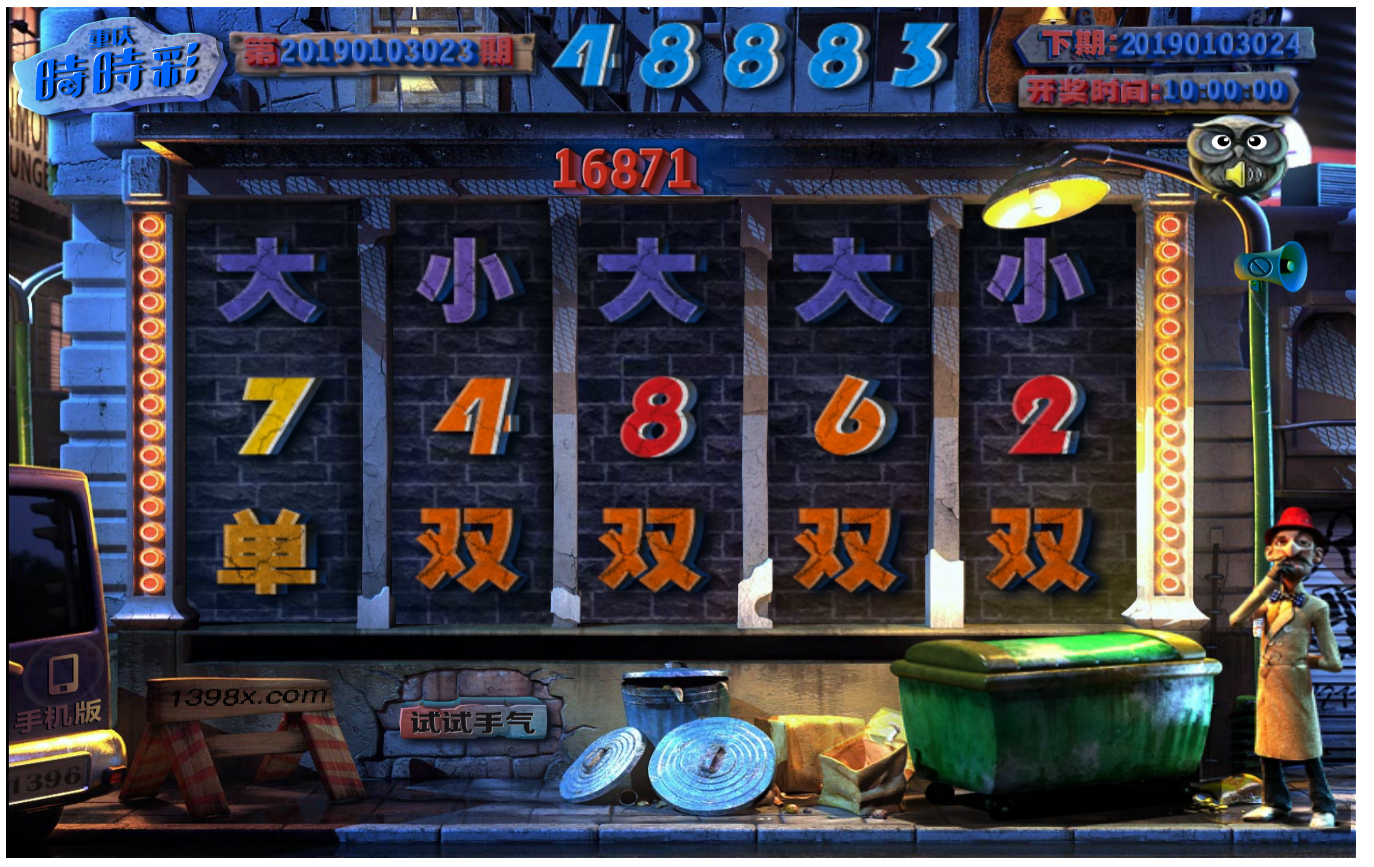 重庆
時時彩
第20190103023期
48883
下期:20190103024
开奖时间:10:00:00
16871
大 小 大 大 小
7 4 8 6 2
单 双 双 双 双
1398x.com
试试手气
手机版
1396